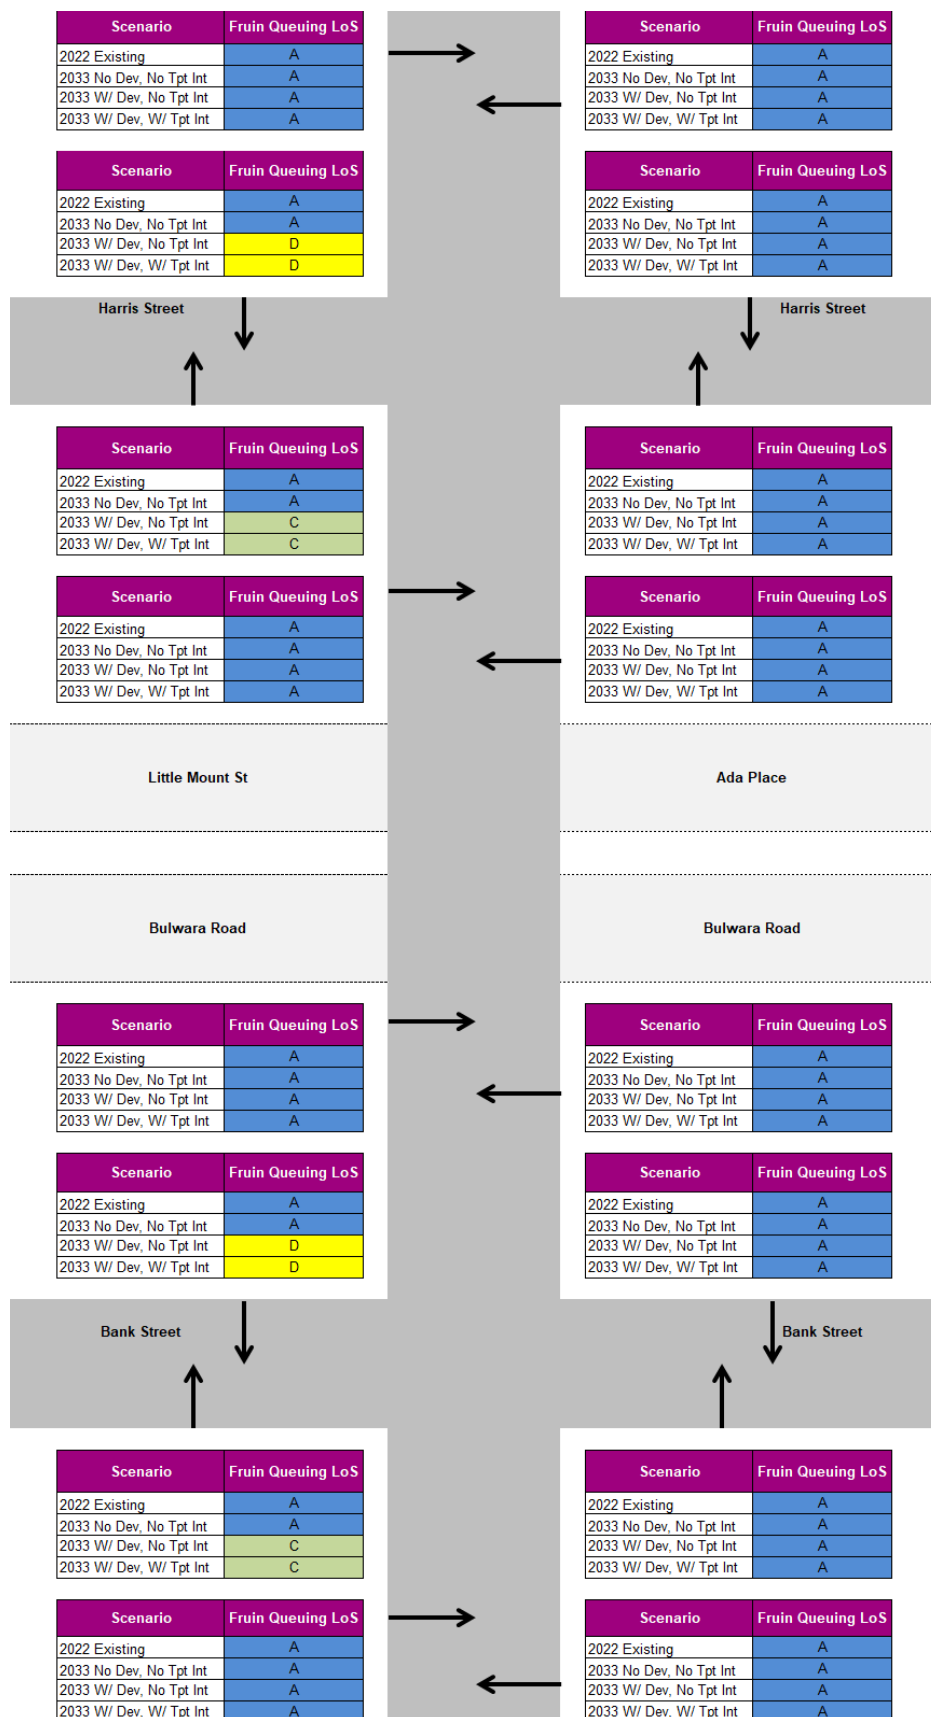 Scenario Fruin Queuing LoS Scenario Fruin Queuing LoS
2022 Existing A 2022 Existing A
2033 No Dev, No Tpt Int A 2033 No Dev, No Tpt Int A
2033 W/ Dev, No Tpt Int A 2033 W/ Dev, No Tpt Int A
2033 W/ Dev, W/ Tpt Int A 2033 W/ Dev, W/ Tpt Int A
Scenario Fruin Queuing LoS Scenario Fruin Queuing LoS
2022 Existing A 2022 Existing A
2033 No Dev, No Tpt Int A 2033 No Dev, No Tpt Int A
2033 W/ Dev, No Tpt Int D 2033 W/ Dev, No Tpt Int A
2033 W/ Dev, W/ Tpt Int D 2033 W/ Dev, W/ Tpt Int A
Harris Street Harris Street
Scenario Fruin Queuing LoS Scenario Fruin Queuing LoS
2022 Existing A 2022 Existing A
2033 No Dev, No Tpt Int A 2033 No Dev, No Tpt Int A
2033 W/ Dev, No Tpt Int C 2033 W/ Dev, No Tpt Int A
2033 W/ Dev, W/ Tpt Int C 2033 W/ Dev, W/ Tpt Int A
Scenario Fruin Queuing LoS Scenario Fruin Queuing LoS
2022 Existing A 2022 Existing A
2033 No Dev, No Tpt Int A 2033 No Dev, No Tpt Int A
2033 W/ Dev, No Tpt Int A 2033 W/ Dev, No Tpt Int A
2033 W/ Dev, W/ Tpt Int A 2033 W/ Dev, W/ Tpt Int A
Little Mount St Ada Place
Bulwara Road Bulwara Road
Scenario Fruin Queuing LoS Scenario Fruin Queuing LoS
2022 Existing A 2022 Existing A
2033 No Dev, No Tpt Int A 2033 No Dev, No Tpt Int A
2033 W/ Dev, No Tpt Int A 2033 W/ Dev, No Tpt Int A
2033 W/ Dev, W/ Tpt Int A 2033 W/ Dev, W/ Tpt Int A
Scenario Fruin Queuing LoS Scenario Fruin Queuing LoS
2022 Existing A 2022 Existing A
2033 No Dev, No Tpt Int A 2033 No Dev, No Tpt Int A
2033 W/ Dev, No Tpt Int D 2033 W/ Dev, No Tpt Int A
2033 W/ Dev, W/ Tpt Int D 2033 W/ Dev, W/ Tpt Int A
Bank Street Bank Street
Scenario Fruin Queuing LoS Scenario Fruin Queuing LoS
2022 Existing A 2022 Existing A
2033 No Dev, No Tpt Int A 2033 No Dev, No Tpt Int A
2033 W/ Dev, No Tpt Int C 2033 W/ Dev, No Tpt Int A
2033 W/ Dev, W/ Tpt Int C 2033 W/ Dev, W/ Tpt Int A
Scenario Fruin Queuing LoS Scenario Fruin Queuing LoS
2022 Existing A 2022 Existing A
2033 No Dev, No Tpt Int A 2033 No Dev, No Tpt Int A
2033 W/ Dev, No Tpt Int A 2033 W/ Dev, No Tpt Int A
2033 W/ Dev, W/ Tpt Int A 2033 W/ Dev, W/ Tpt Int A